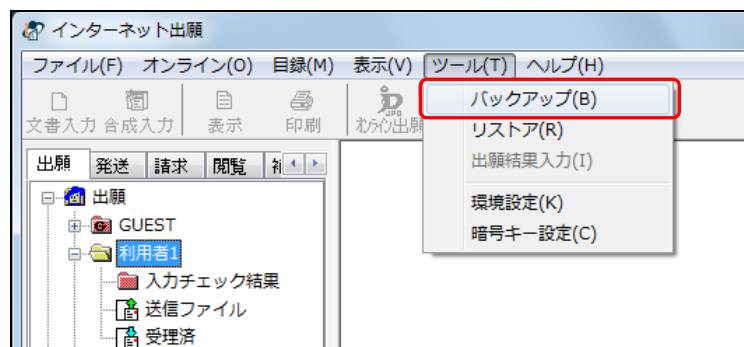 インターネット出願
ファイル(F) オンライン(O) 目録(M) 表示(V) ツール(T) ヘルプ(H)
文書入力 合成入力 表示 印刷 オンライン出願
バックアップ(B)
リストア(R)
出願結果入力(I)
環境設定(K)
暗号キー設定(C)
出願 発送 請求 閲覧
出願
GUEST
利用者1
入力チェック結果
送信ファイル
受理済